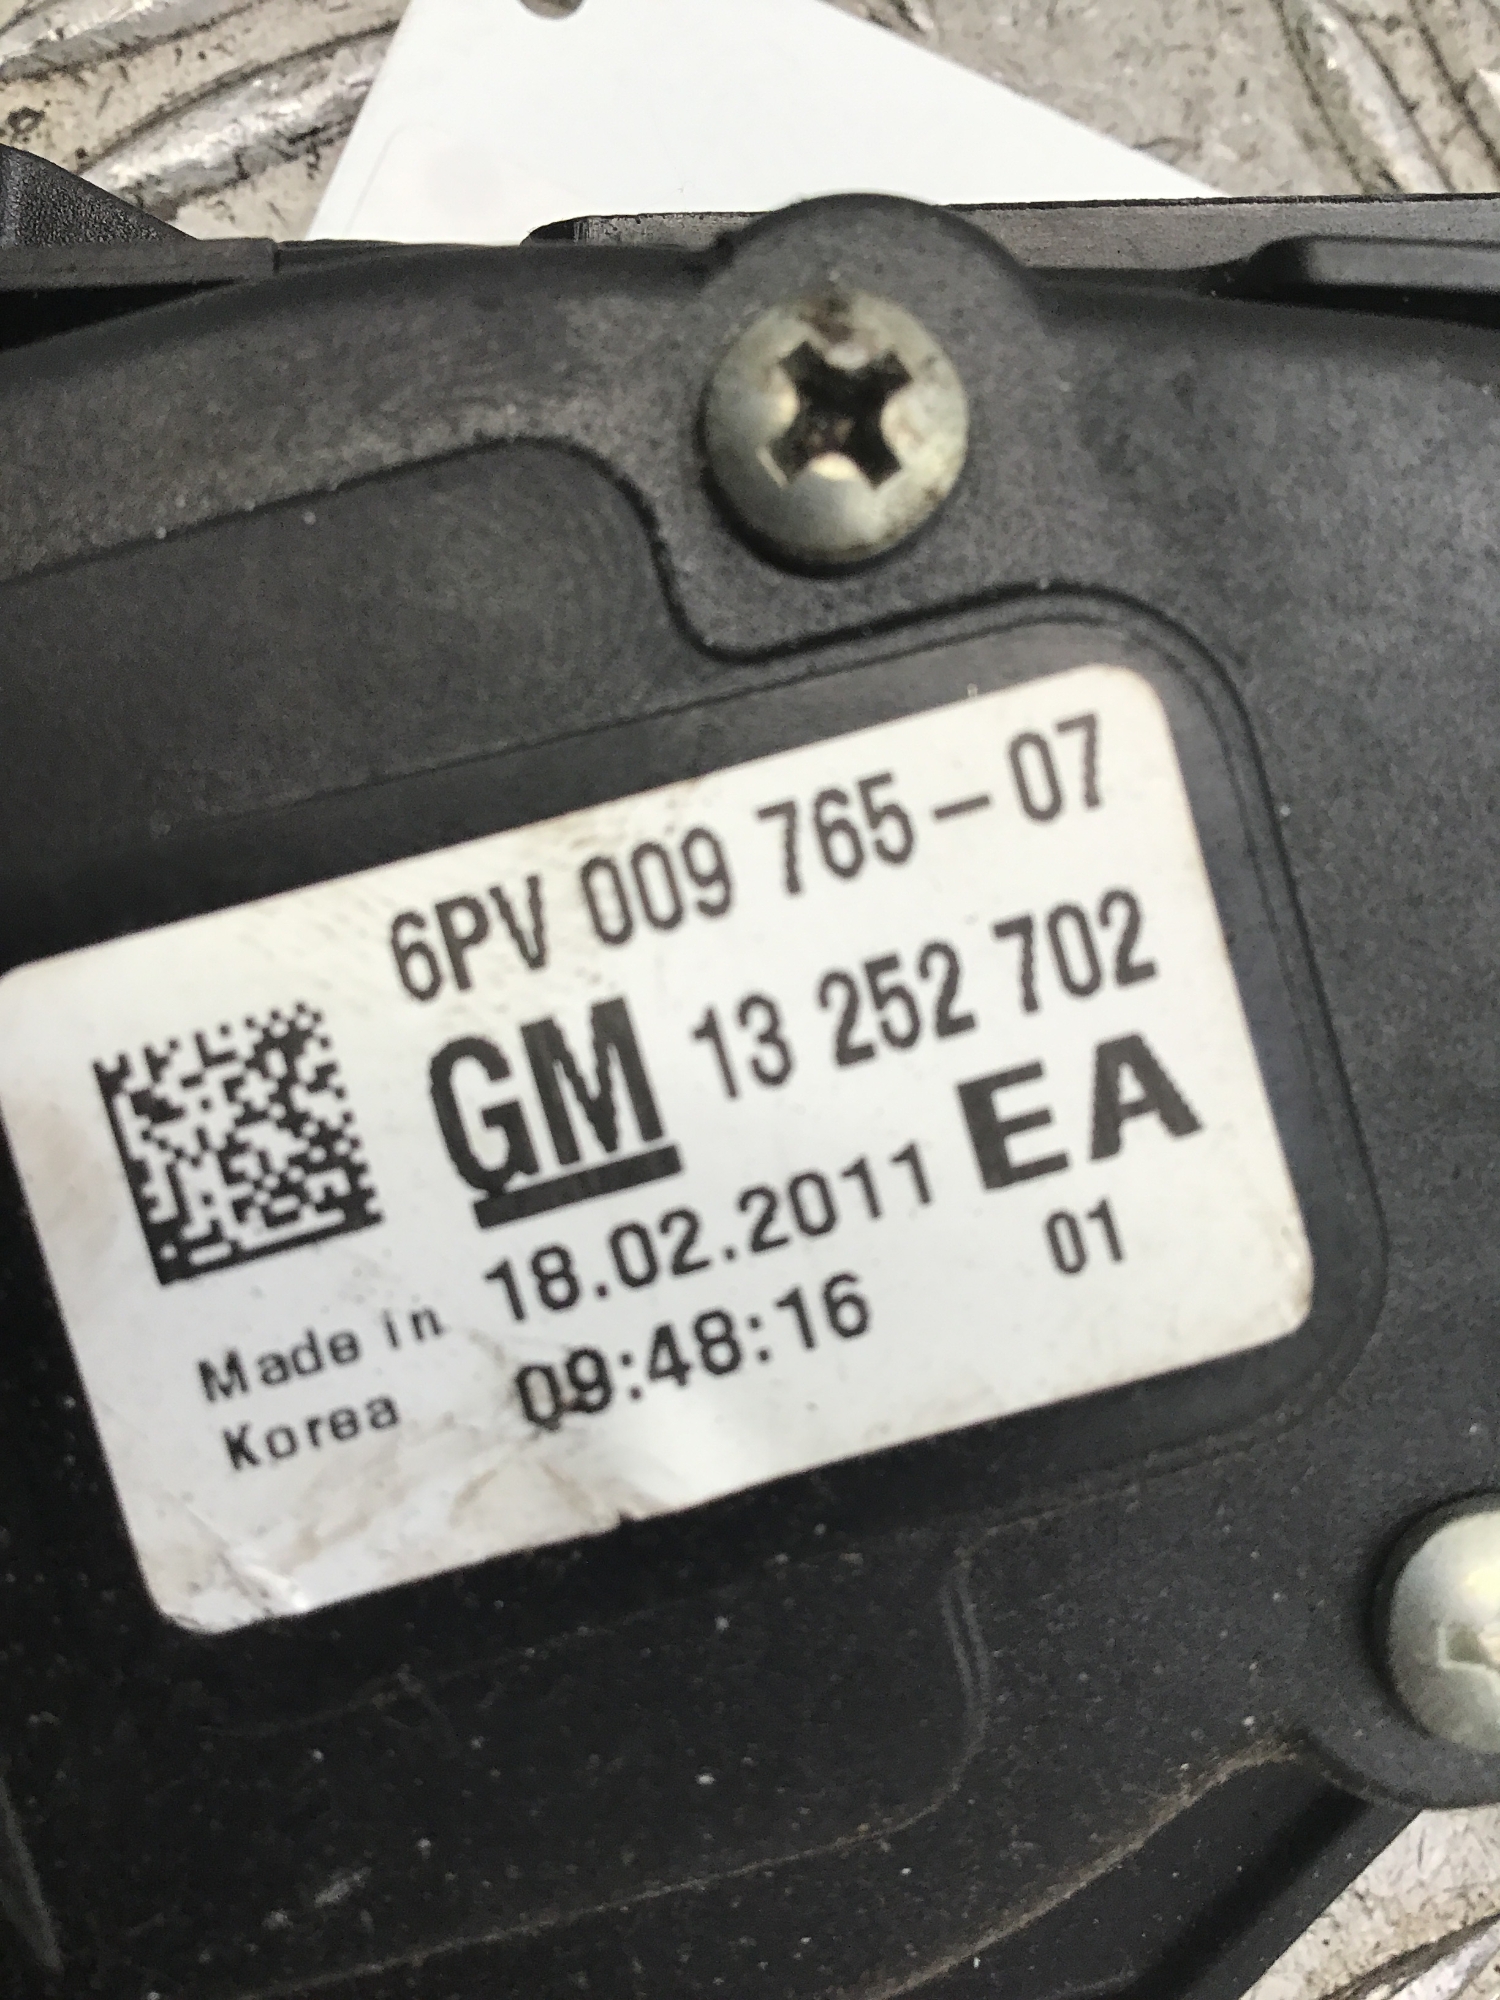 6PV 009 765-07
GM 13 252 702
EA
Made in 18.02.2011 01
Korea 09:48:16